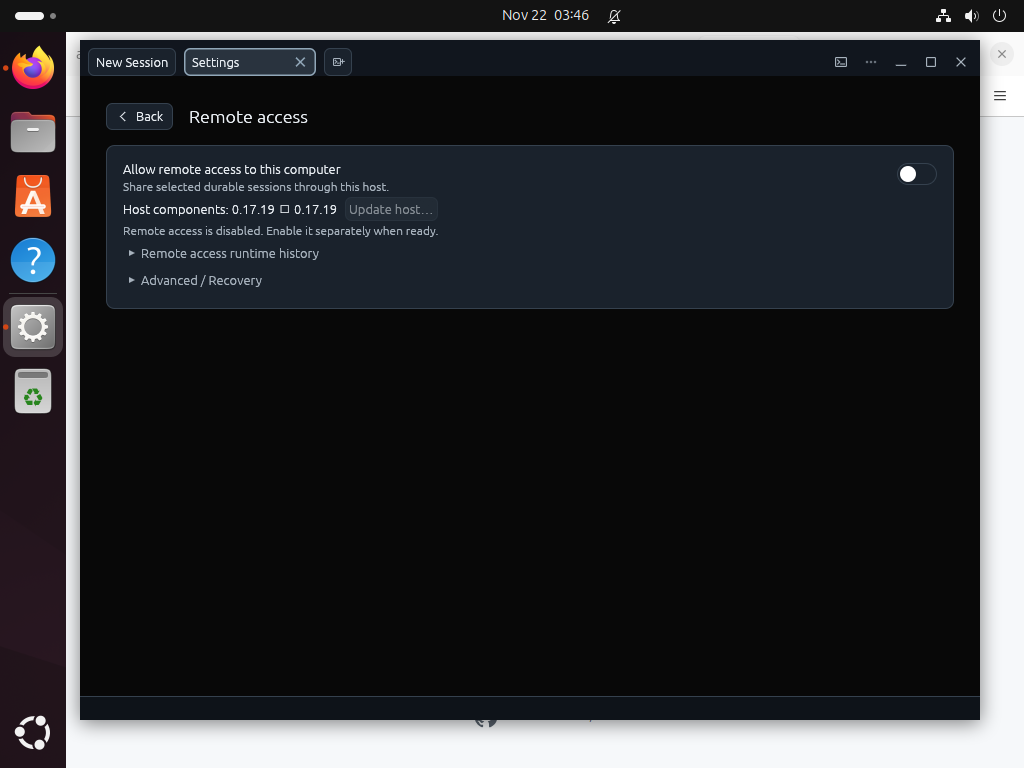 Nov 22 03:46
New Session
Settings
Back
Remote access
Allow remote access to this computer
Share selected durable sessions through this host.
Host components: 0.17.19 □ 0.17.19 Update host…
Remote access is disabled. Enable it separately when ready.
Remote access runtime history
Advanced / Recovery